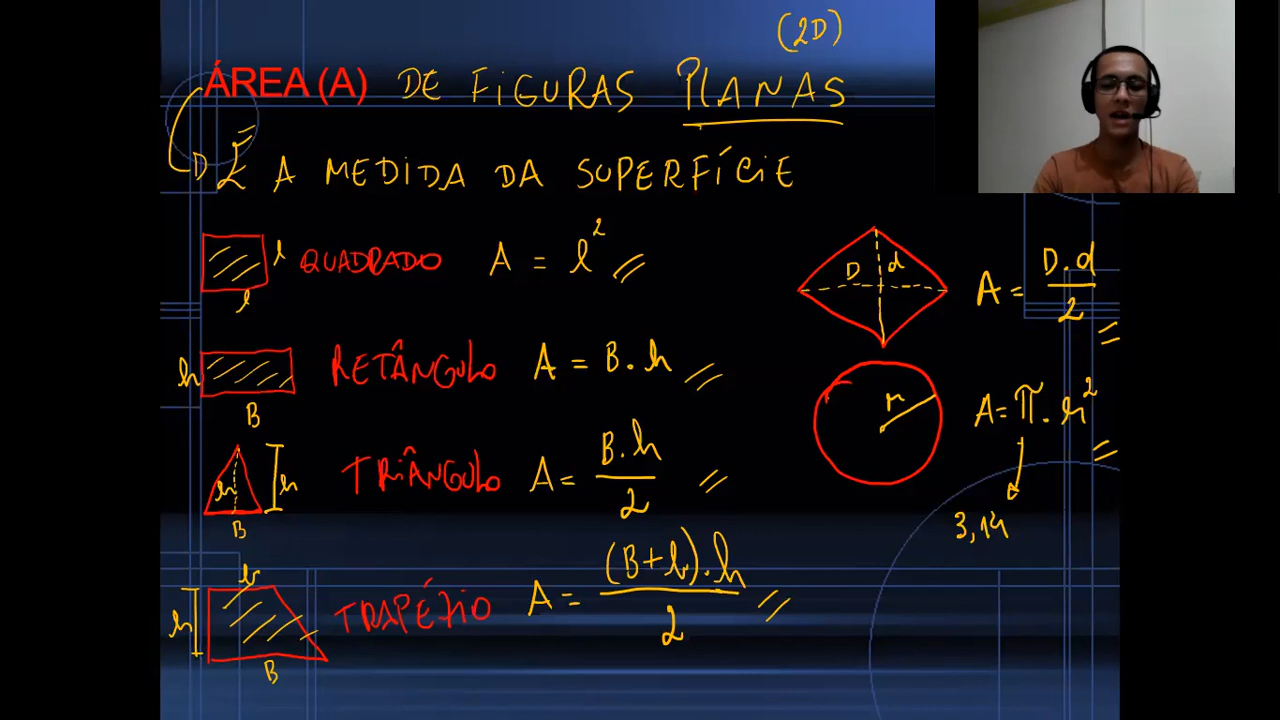 (2D)
ÁREA (A) DE FIGURAS PLANAS
É A MEDIDA DA SUPERFÍCIE
l QUADRADO A = l²
l
h RETÂNGULO A = B.h
B
h h TRIÂNGULO A = B.h/2
B
b
h TRAPÉZIO A = (B+b).h/2
B
D d A = D.d/2
r A = π.r²
3,14